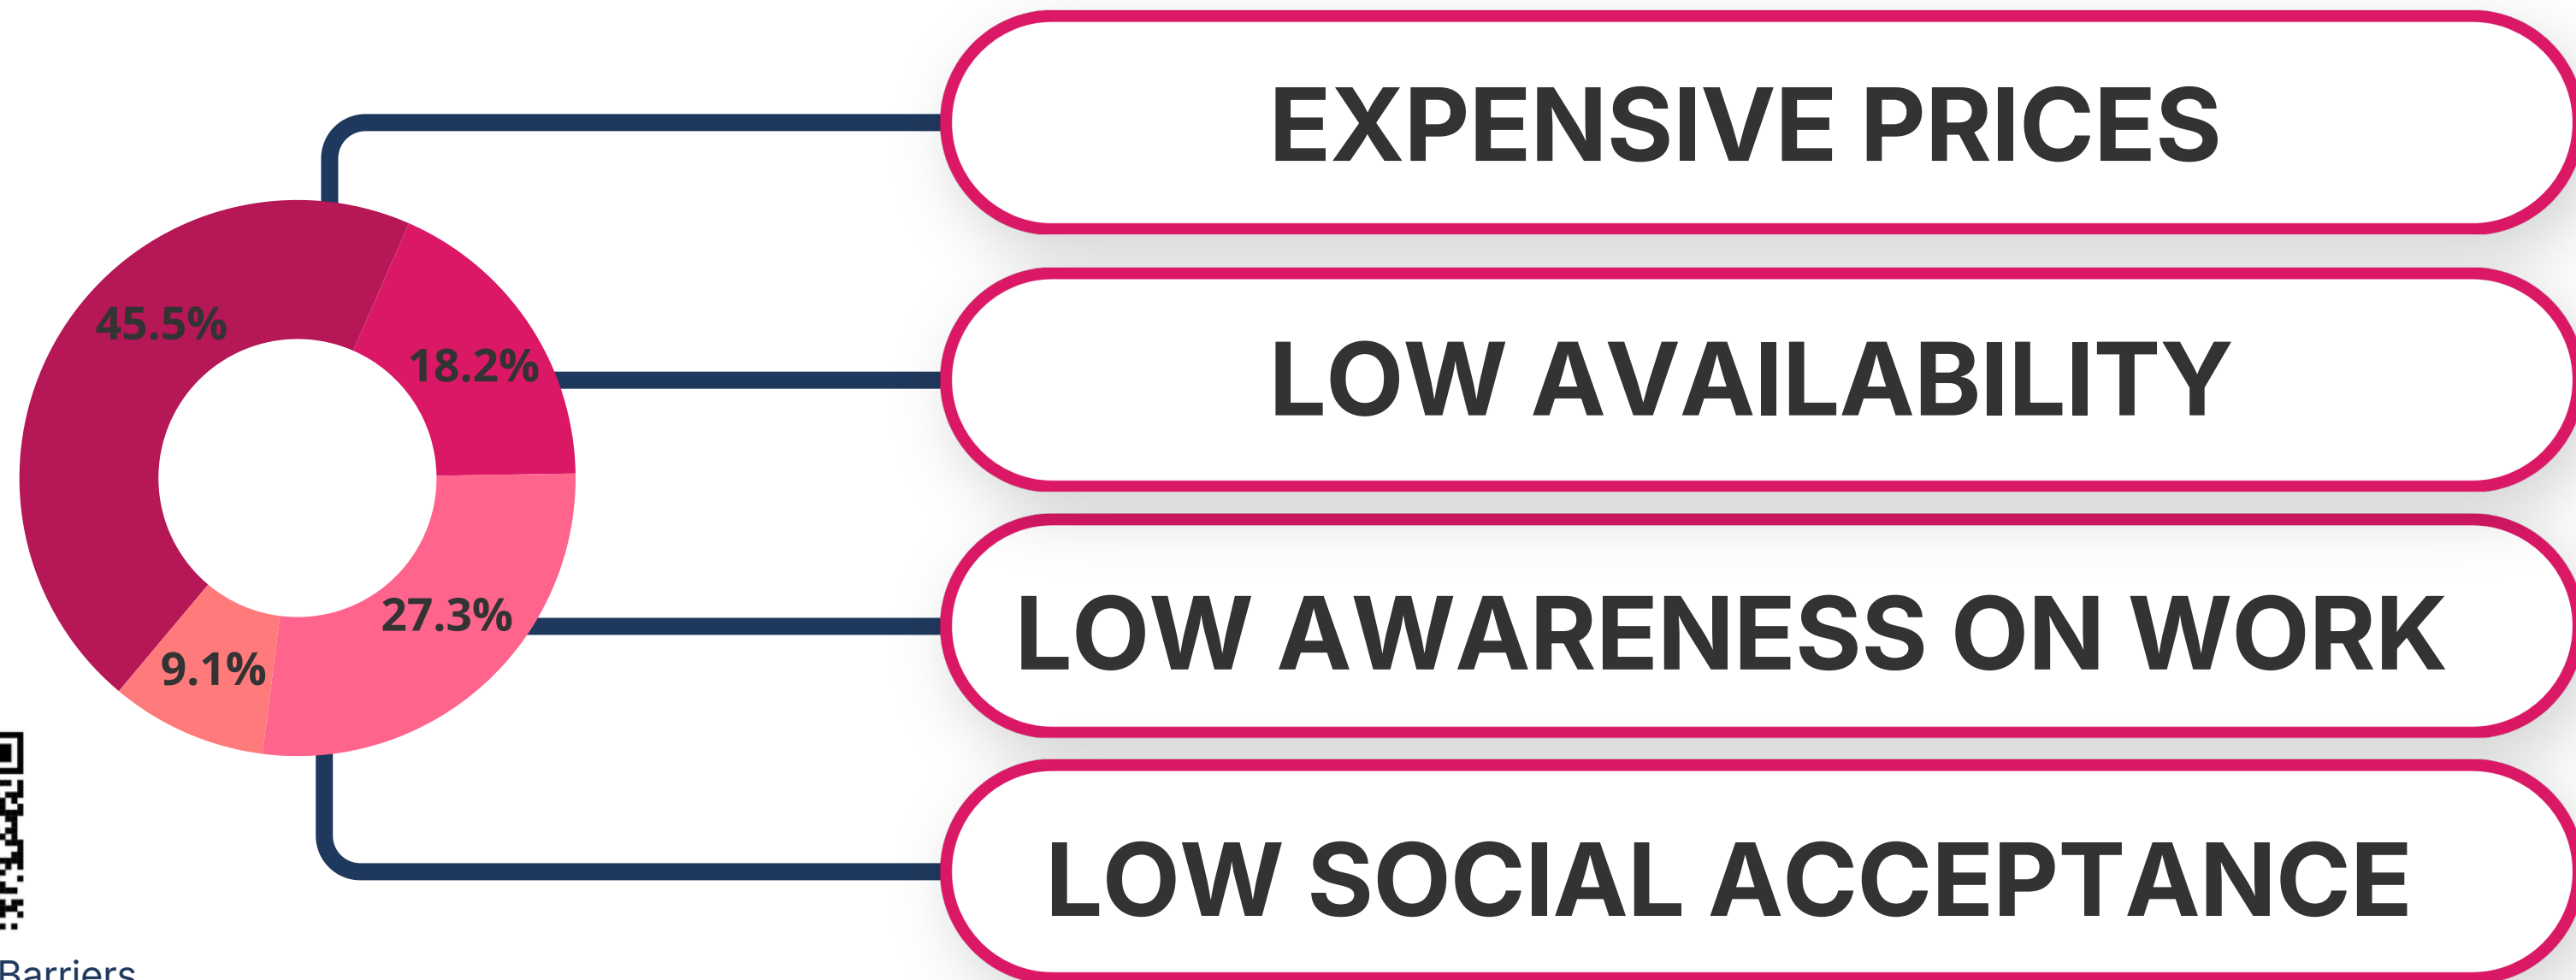 EXPENSIVE PRICES
45.5%
18.2%
LOW AVAILABILITY
27.3%
LOW AWARENESS ON WORK
9.1%
LOW SOCIAL ACCEPTANCE
Barriers